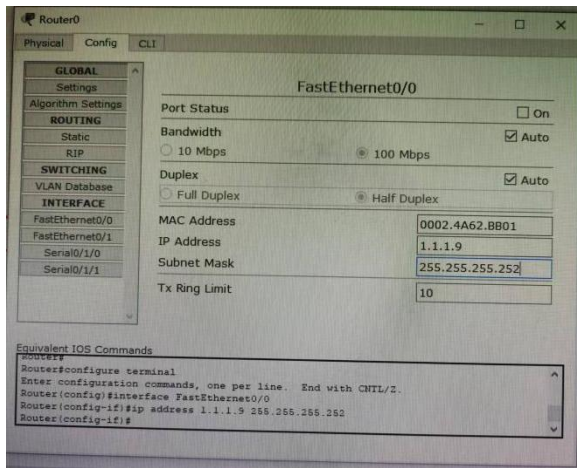 Router0
Physical Config CLI
GLOBAL
Settings
Algorithm Settings
ROUTING
Static
RIP
SWITCHING
VLAN Database
INTERFACE
FastEthernet0/0
FastEthernet0/1
Serial0/1/0
Serial0/1/1
FastEthernet0/0
Port Status On
Bandwidth Auto
10 Mbps 100 Mbps
Duplex Auto
Full Duplex Half Duplex
MAC Address 0002.4A62.BB01
IP Address 1.1.1.9
Subnet Mask 255.255.255.252
Tx Ring Limit 10
Equivalent IOS Commands
Router#
Router#configure terminal
Enter configuration commands, one per line. End with CNTL/Z.
Router(config)#interface FastEthernet0/0
Router(config-if)#ip address 1.1.1.9 255.255.255.252
Router(config-if)#